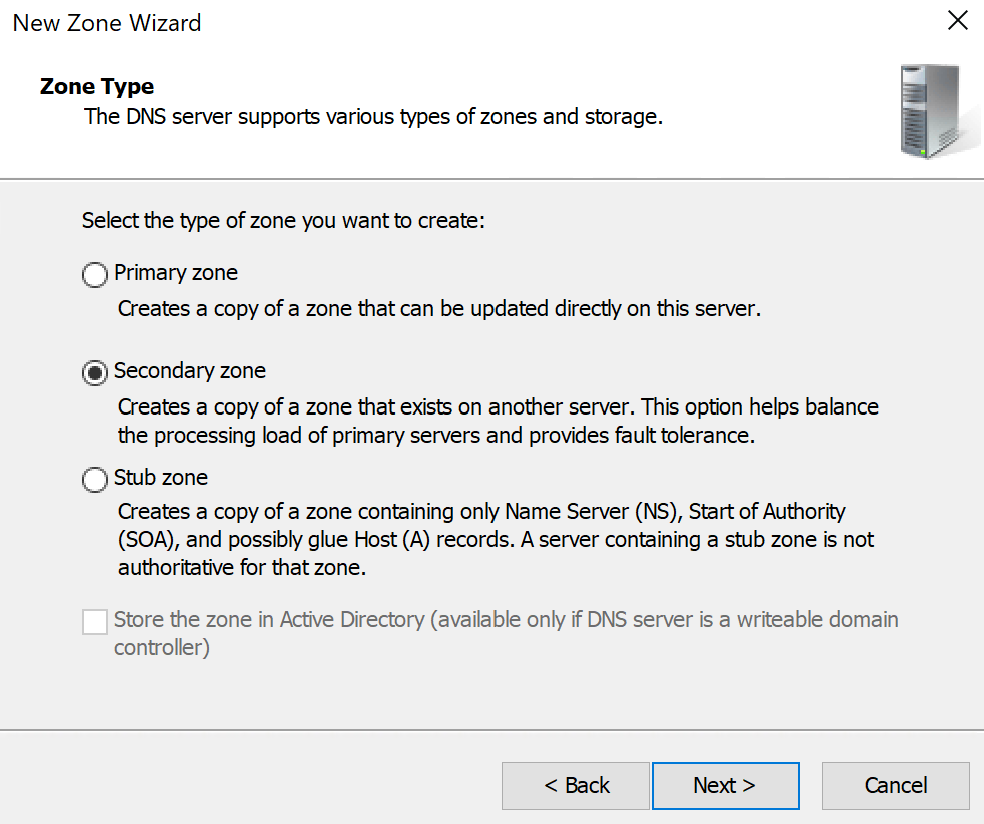 New Zone Wizard
Zone Type
The DNS server supports various types of zones and storage.
Select the type of zone you want to create:
Primary zone
Creates a copy of a zone that can be updated directly on this server.
Secondary zone
Creates a copy of a zone that exists on another server. This option helps balance
the processing load of primary servers and provides fault tolerance.
Stub zone
Creates a copy of a zone containing only Name Server (NS), Start of Authority
(SOA), and possibly glue Host (A) records. A server containing a stub zone is not
authoritative for that zone.
Store the zone in Active Directory (available only if DNS server is a writeable domain
controller)
< Back
Next >
Cancel